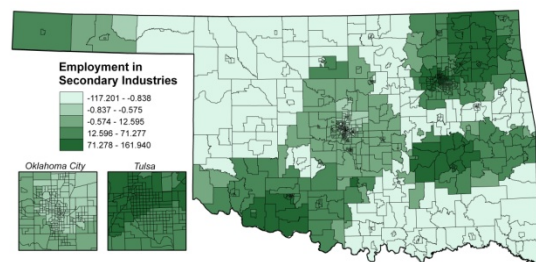 Employment in
Secondary Industries
-117.201 - -0.838
-0.837 - -0.575
-0.574 - 12.595
12.596 - 71.277
71.278 - 161.940
Oklahoma City
Tulsa